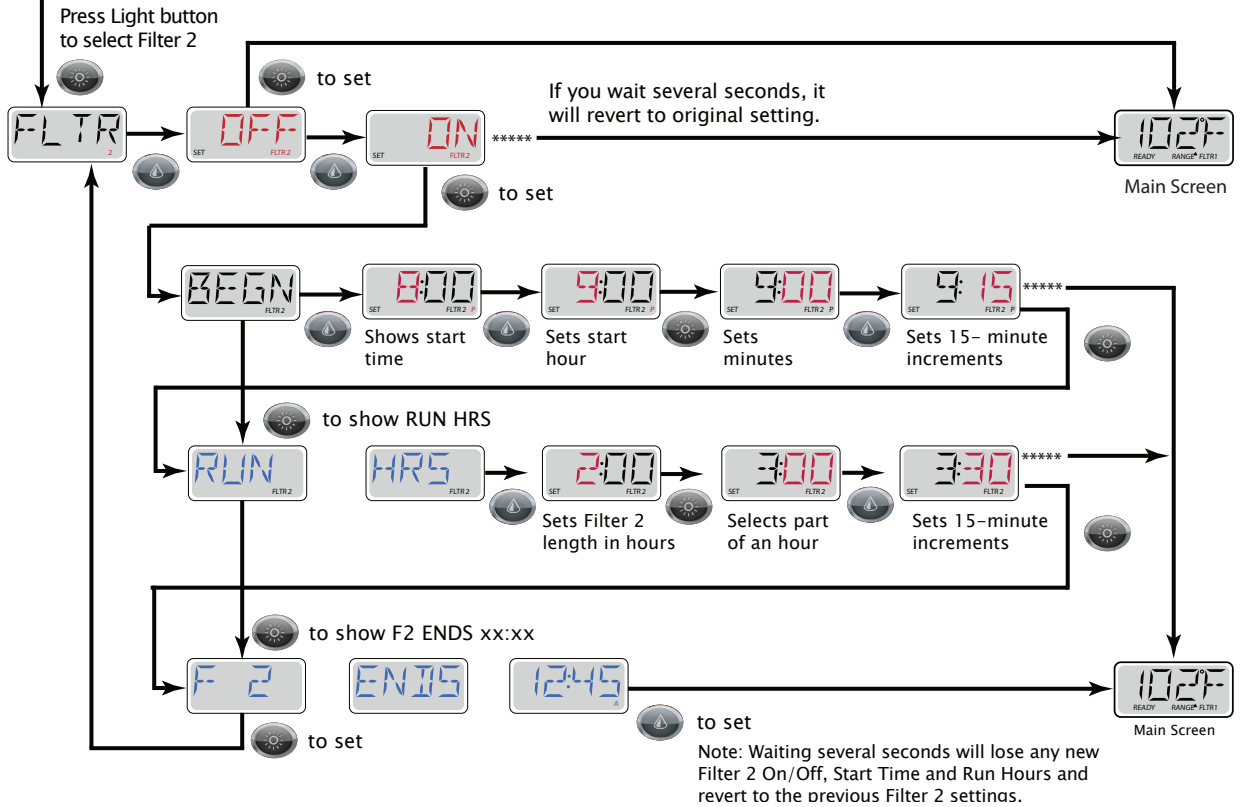 Press Light button
to select Filter 2
to set
If you wait several seconds, it
will revert to original setting.
FLTR
2
OFF
SET FLTR 2
ON
SET FLTR 2
*****
102°F
READY RANGE FLTR1
Main Screen
to set
BEGN
FLTR 2
8:00
SET FLTR 2 P
9:00
SET FLTR 2 P
9:00
SET FLTR 2 P
9:15
SET FLTR 2 P
*****
Shows start
time
Sets start
hour
Sets
minutes
Sets 15- minute
increments
to show RUN HRS
RUN
FLTR 2
HRS
FLTR 2
2:00
SET FLTR 2
3:00
SET FLTR 2
3:30
SET FLTR 2
*****
Sets Filter 2
length in hours
Selects part
of an hour
Sets 15-minute
increments
to show F2 ENDS xx:xx
F 2
ENDS
12:45
A
102°F
READY RANGE FLTR1
Main Screen
to set
to set
Note: Waiting several seconds will lose any new
Filter 2 On/Off, Start Time and Run Hours and
revert to the previous Filter 2 settings.